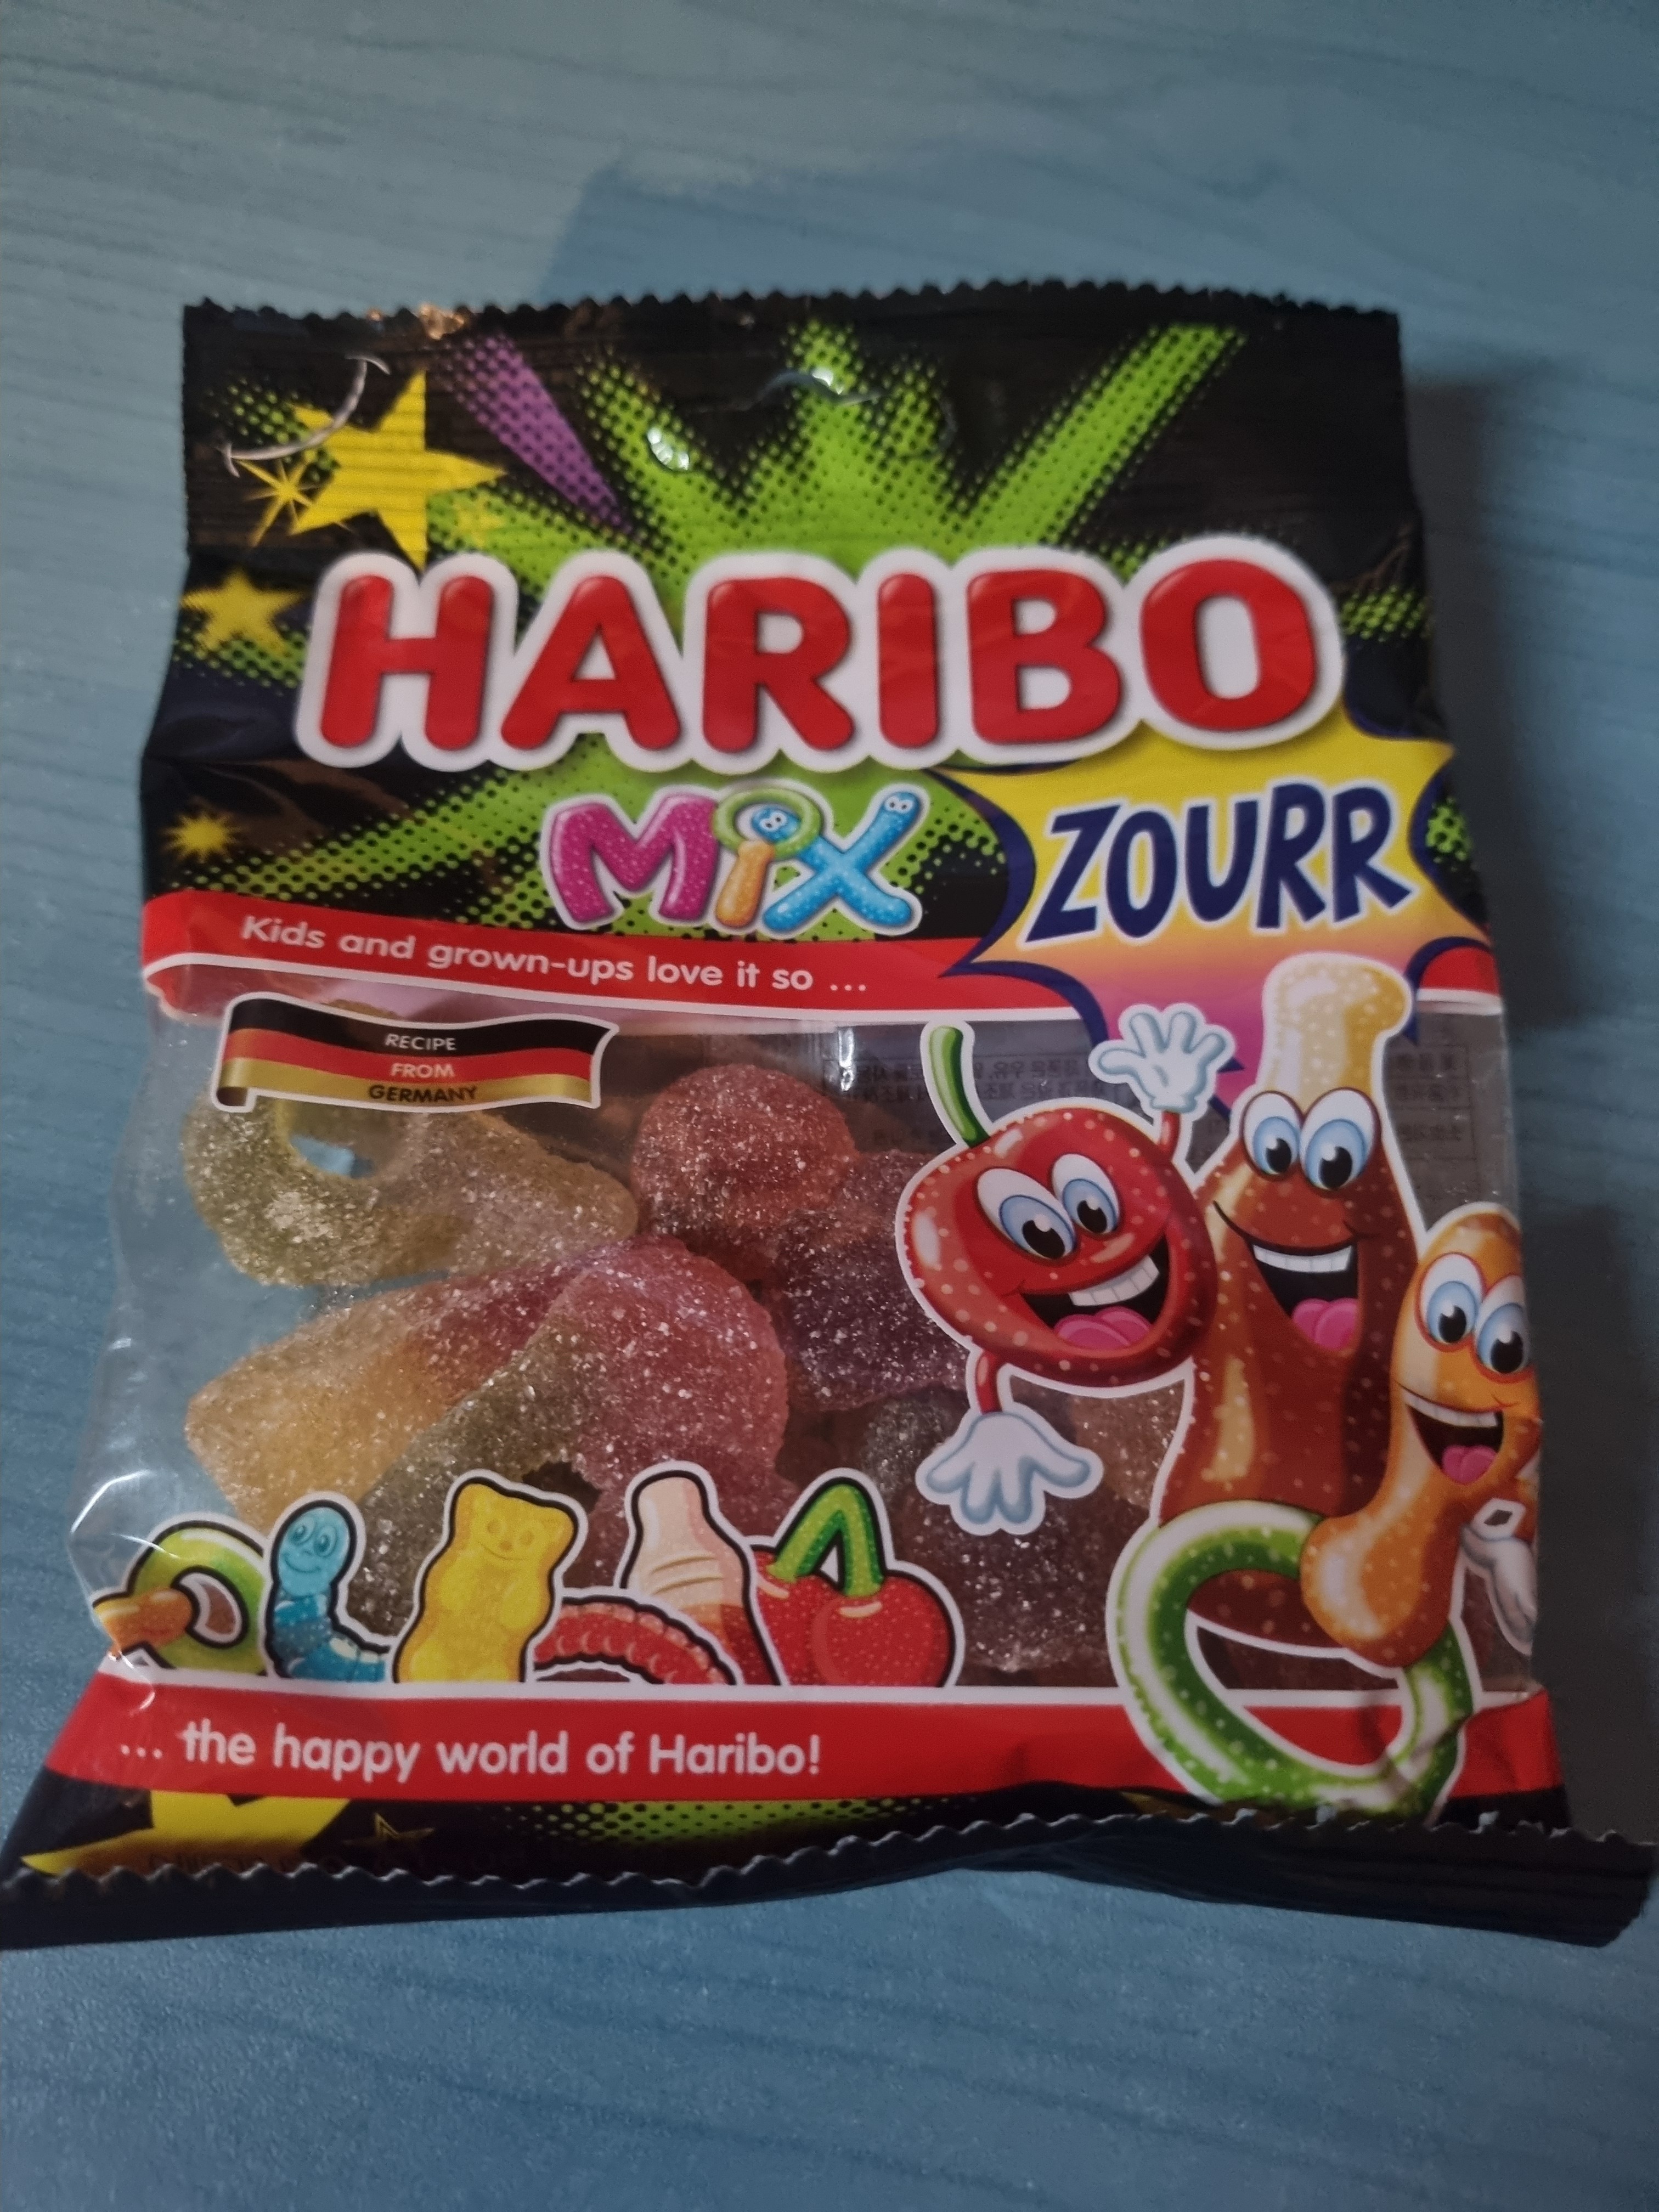 HARIBO
MiX
ZOURR
Kids and grown-ups love it so ...
RECIPE
FROM
GERMANY
... the happy world of Haribo!